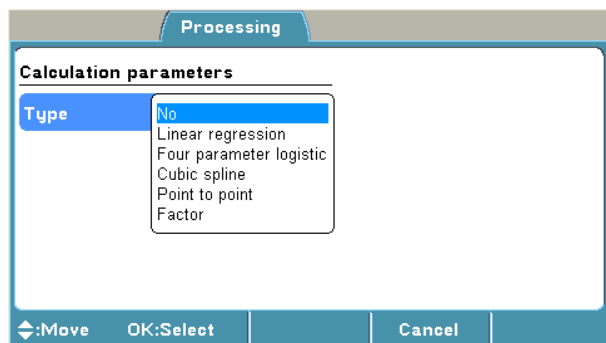 Processing
Calculation parameters
Type
No
Linear regression
Four parameter logistic
Cubic spline
Point to point
Factor
:Move OK:Select Cancel